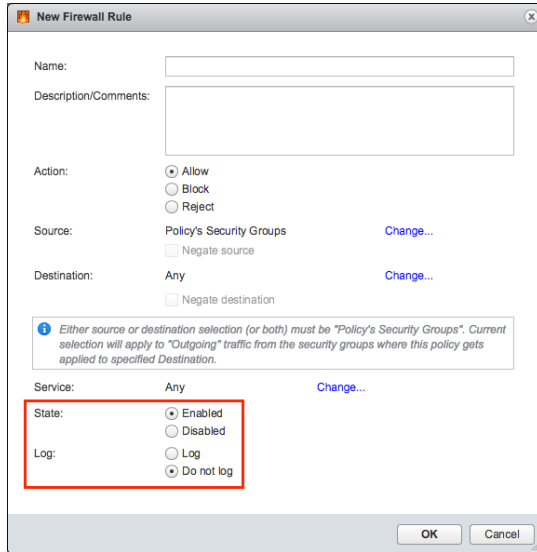 New Firewall Rule
Name:
Description/Comments:
Action:
Allow
Block
Reject
Source: Policy's Security Groups Change...
Negate source
Destination: Any Change...
Negate destination
Either source or destination selection (or both) must be "Policy's Security Groups". Current
selection will apply to "Outgoing" traffic from the security groups where this policy gets
applied to specified Destination.
Service: Any Change...
State: Enabled
Disabled
Log: Log
Do not log
OK Cancel